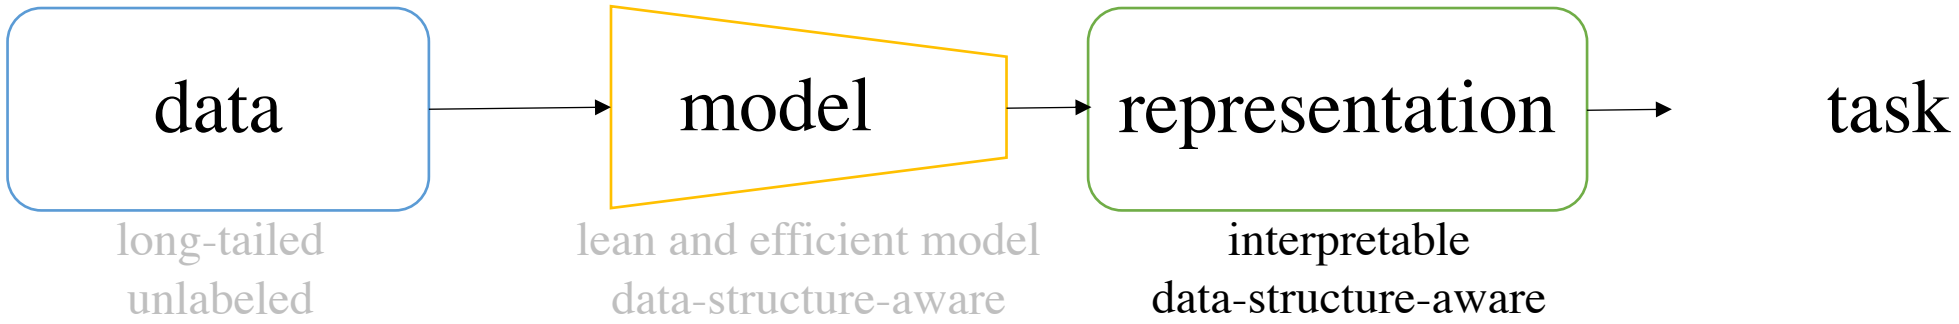 data
model
representation
task
long-tailed
unlabeled
lean and efficient model
data-structure-aware
interpretable
data-structure-aware